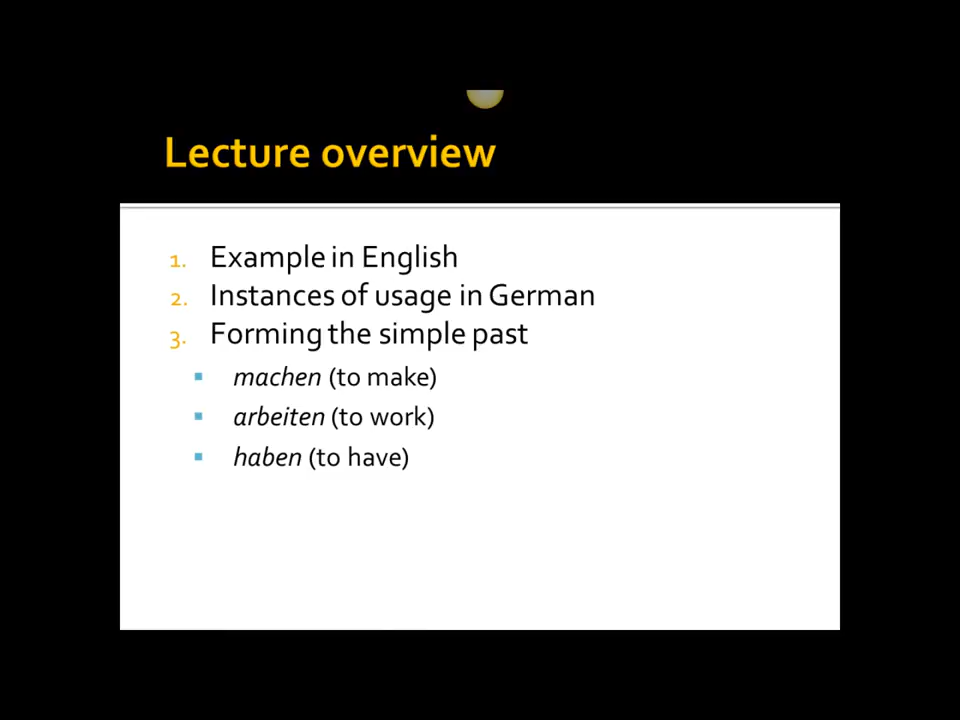 Lecture overview
1. Example in English
2. Instances of usage in German
3. Forming the simple past
▪ machen (to make)
▪ arbeiten (to work)
▪ haben (to have)